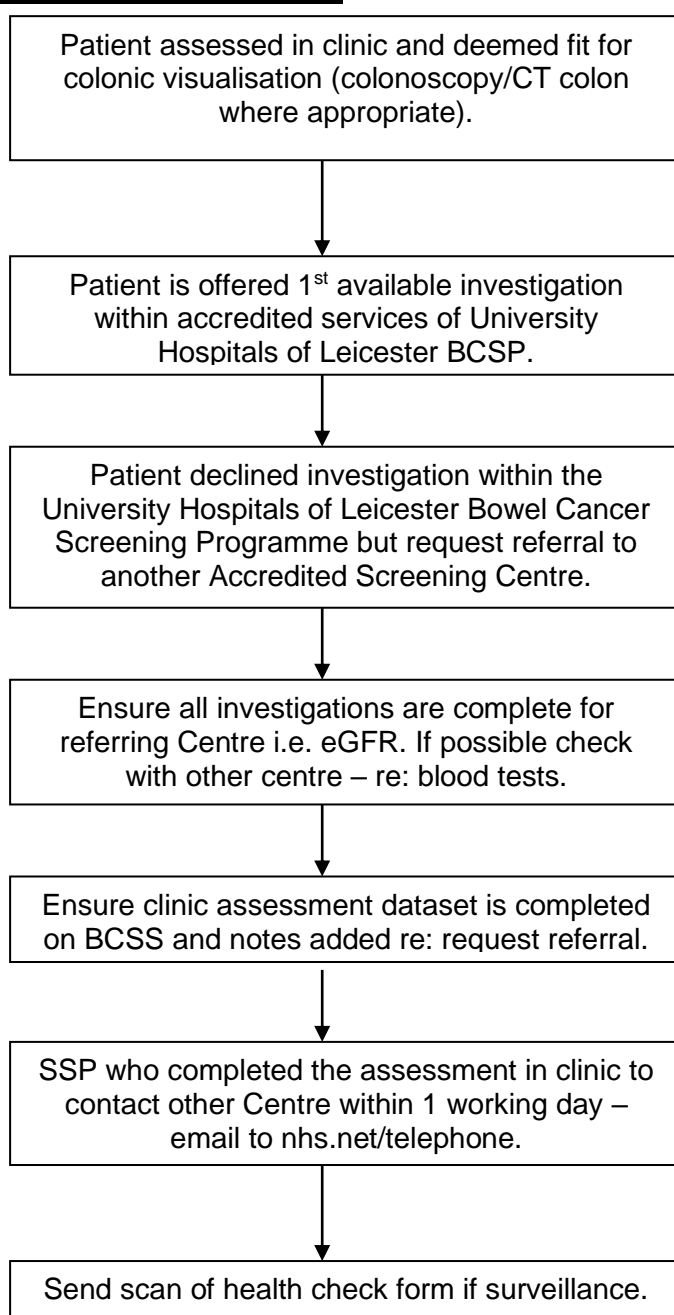 Patient assessed in clinic and deemed fit for
colonic visualisation (colonoscopy/CT colon
where appropriate).
Patient is offered 1st available investigation
within accredited services of University
Hospitals of Leicester BCSP.
Patient declined investigation within the
University Hospitals of Leicester Bowel Cancer
Screening Programme but request referral to
another Accredited Screening Centre.
Ensure all investigations are complete for
referring Centre i.e. eGFR. If possible check
with other centre – re: blood tests.
Ensure clinic assessment dataset is completed
on BCSS and notes added re: request referral.
SSP who completed the assessment in clinic to
contact other Centre within 1 working day –
email to nhs.net/telephone.
Send scan of health check form if surveillance.